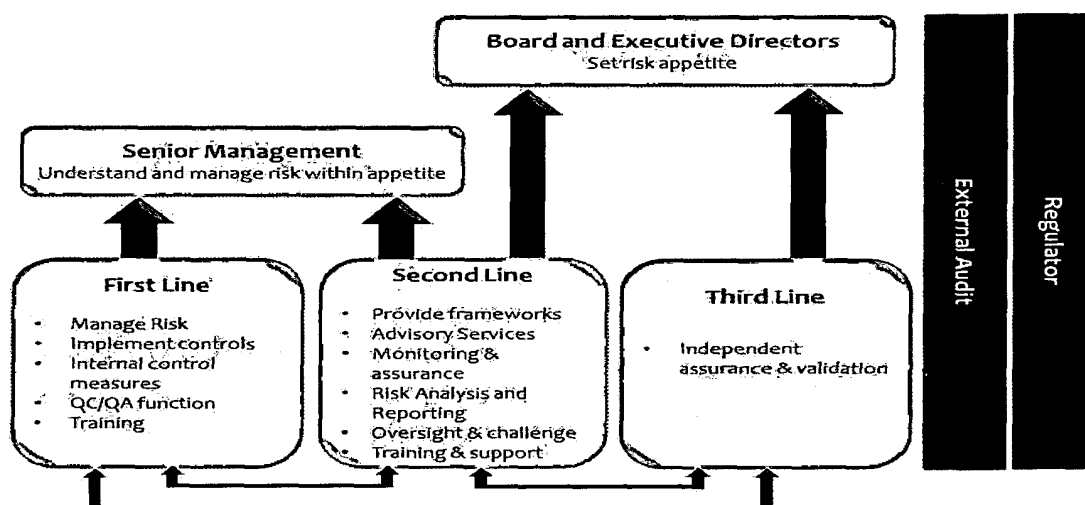 Board and Executive Directors
Set risk appetite
Senior Management
Understand and manage risk within appetite
First Line
• Manage Risk
• Implement controls
• Internal control
measures
• QC/QA function
• Training
Second Line
• Provide frameworks
• Advisory Services
• Monitoring &
assurance
• Risk Analysis and
Reporting
• Oversight & challenge
• Training & support
Third Line
• Independent
assurance & validation
External Audit
Regulator